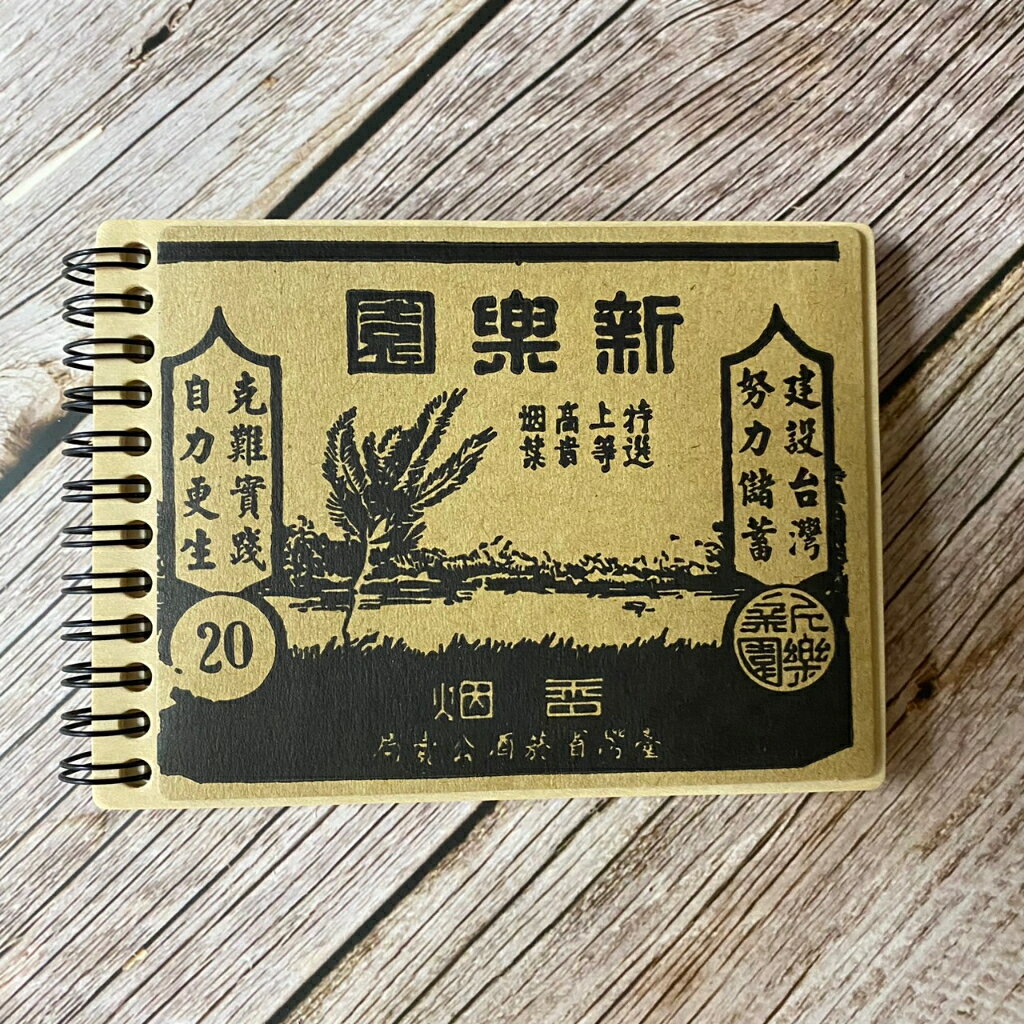 新樂園
特選
上等
高貴
烟葉
建設台灣
努力儲蓄
克難實踐
自力更生
20
新樂園
香烟
臺灣省菸酒公賣局